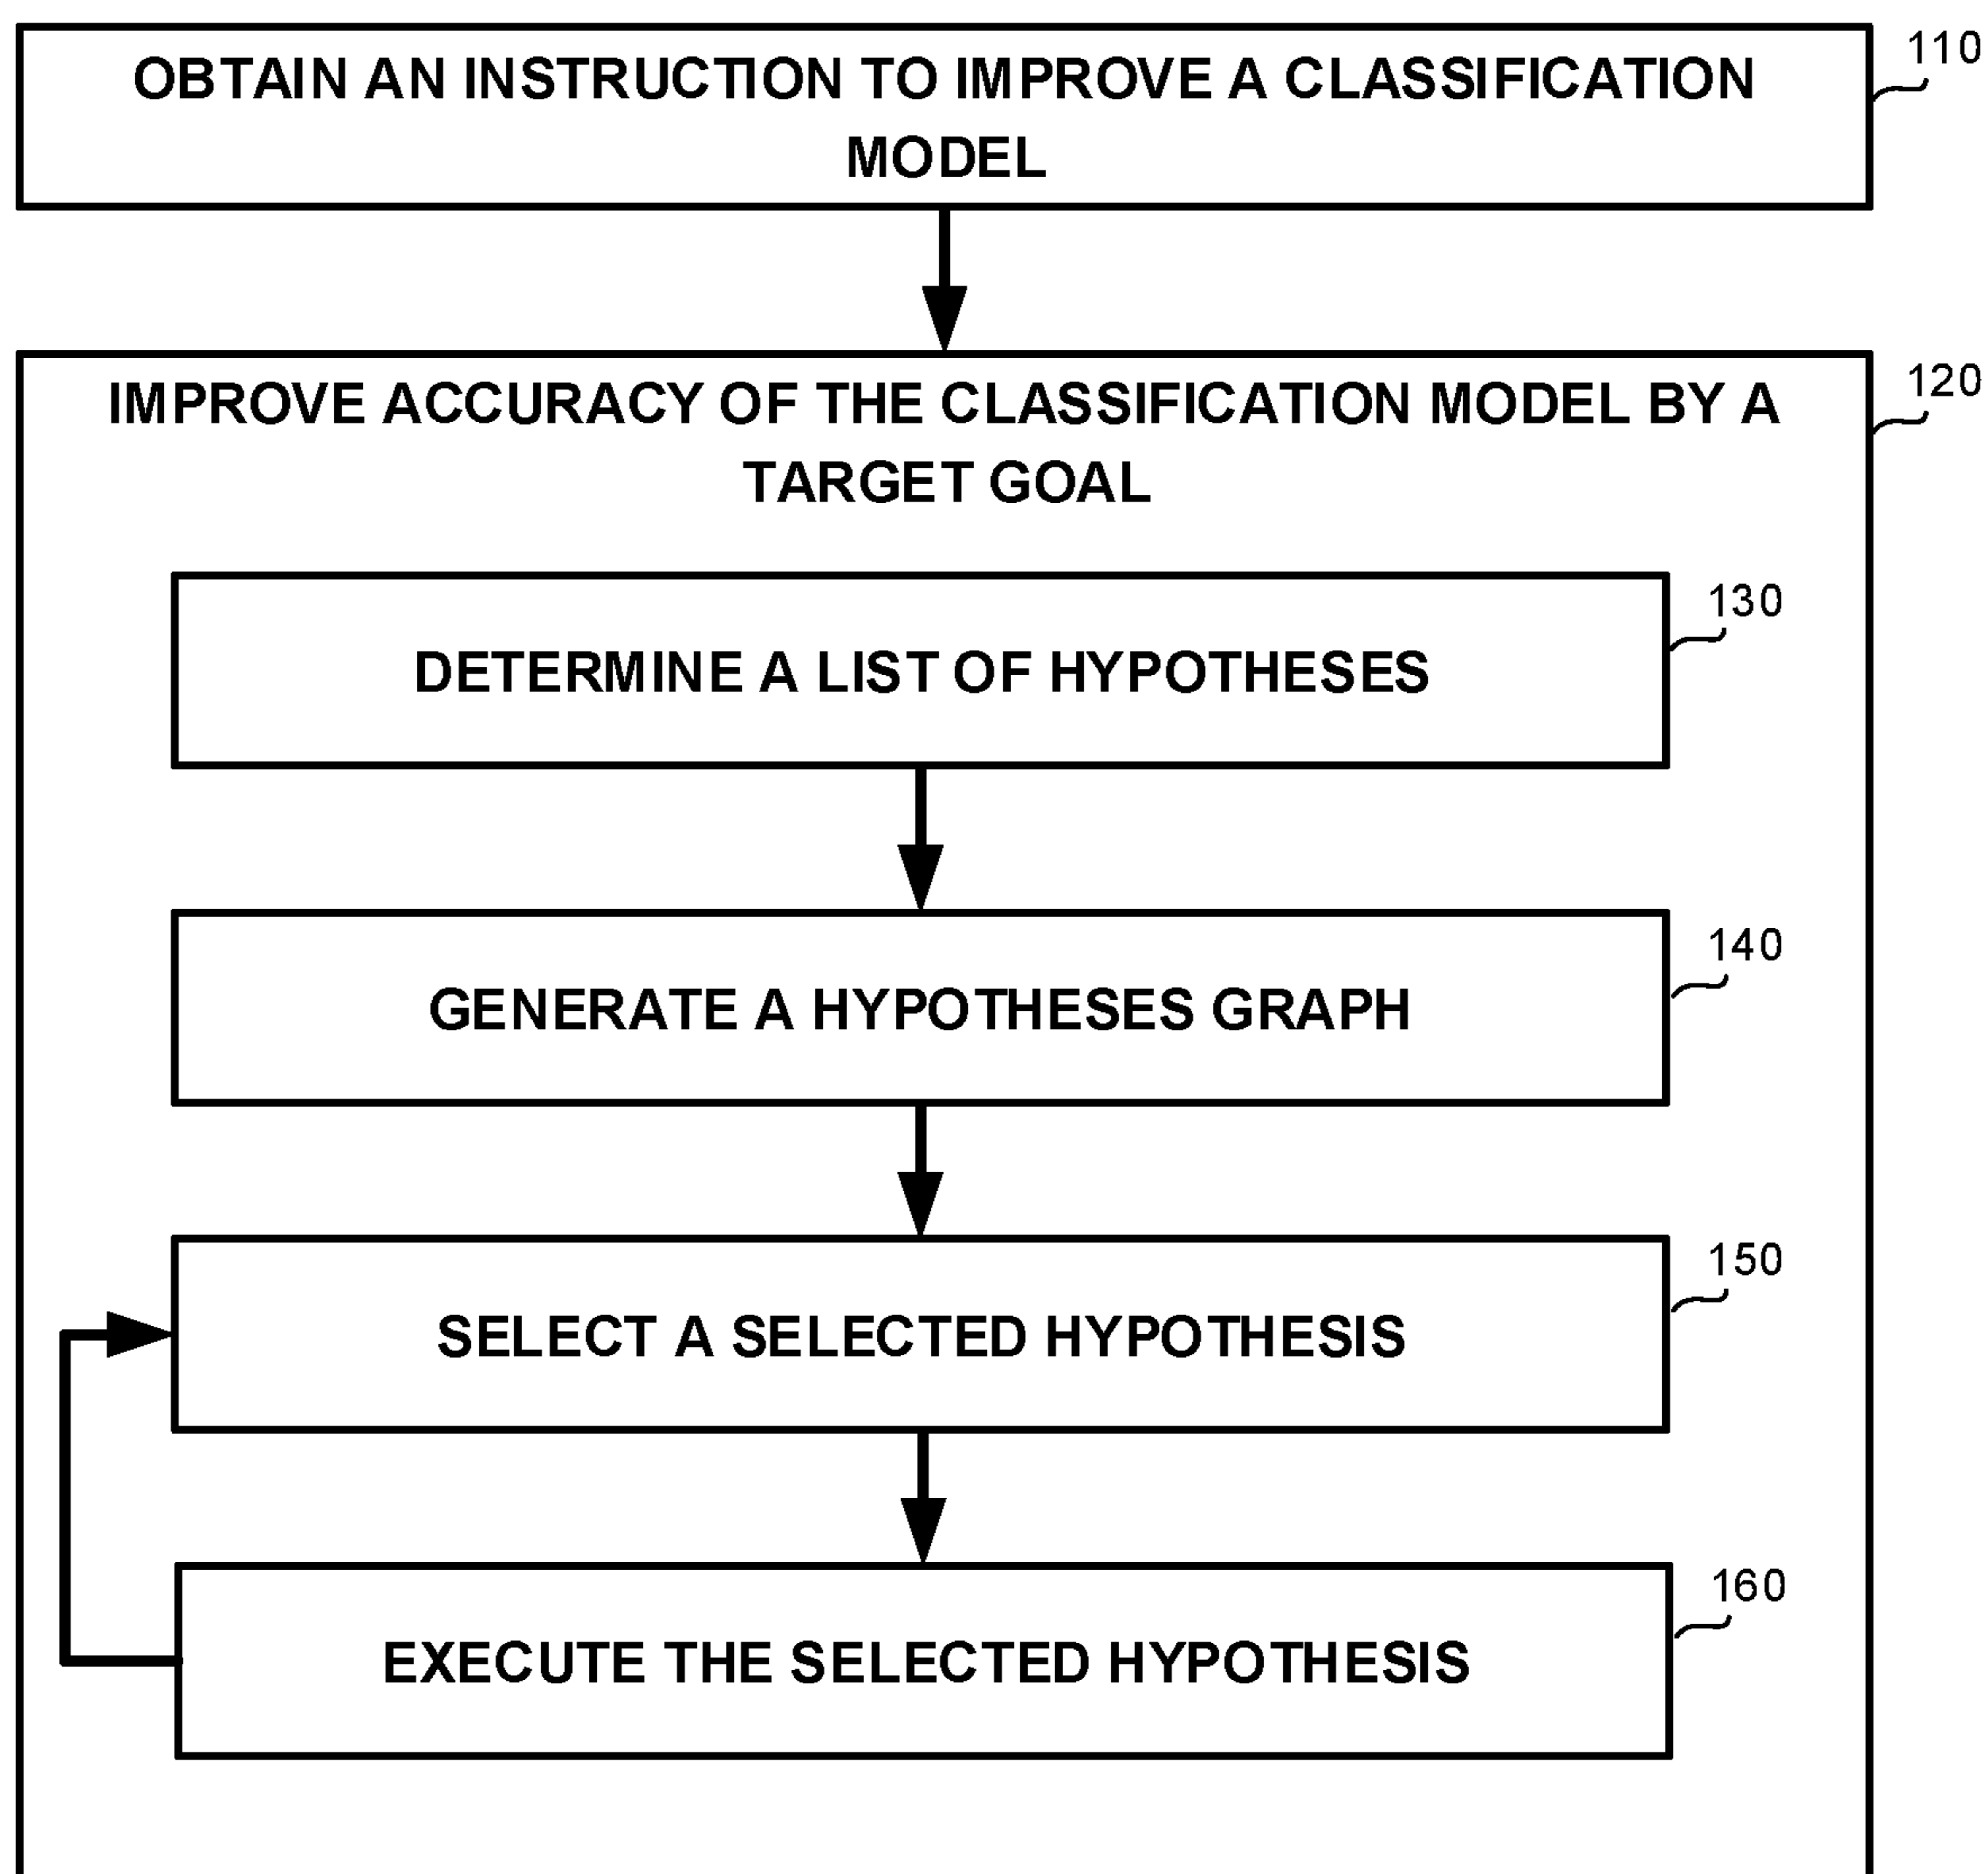 110
OBTAIN AN INSTRUCTION TO IMPROVE A CLASSIFICATION
MODEL
120
IMPROVE ACCURACY OF THE CLASSIFICATION MODEL BY A
TARGET GOAL
130
DETERMINE A LIST OF HYPOTHESES
140
GENERATE A HYPOTHESES GRAPH
150
SELECT A SELECTED HYPOTHESIS
160
EXECUTE THE SELECTED HYPOTHESIS